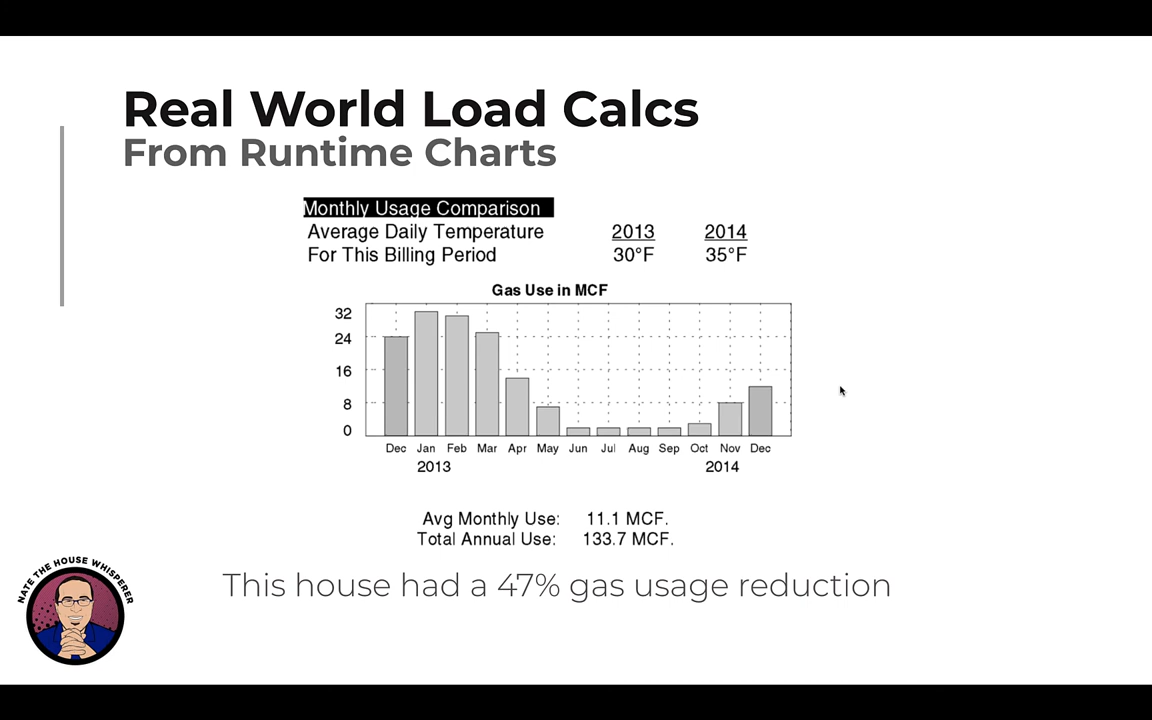 Real World Load Calcs
From Runtime Charts
Monthly Usage Comparison
Average Daily Temperature 2013 2014
For This Billing Period 30°F 35°F
Gas Use in MCF
32
24
16
8
0
Dec Jan Feb Mar Apr May Jun Jul Aug Sep Oct Nov Dec
2013 2014
Avg Monthly Use: 11.1 MCF.
Total Annual Use: 133.7 MCF.
NATE THE HOUSE WHISPERER
This house had a 47% gas usage reduction